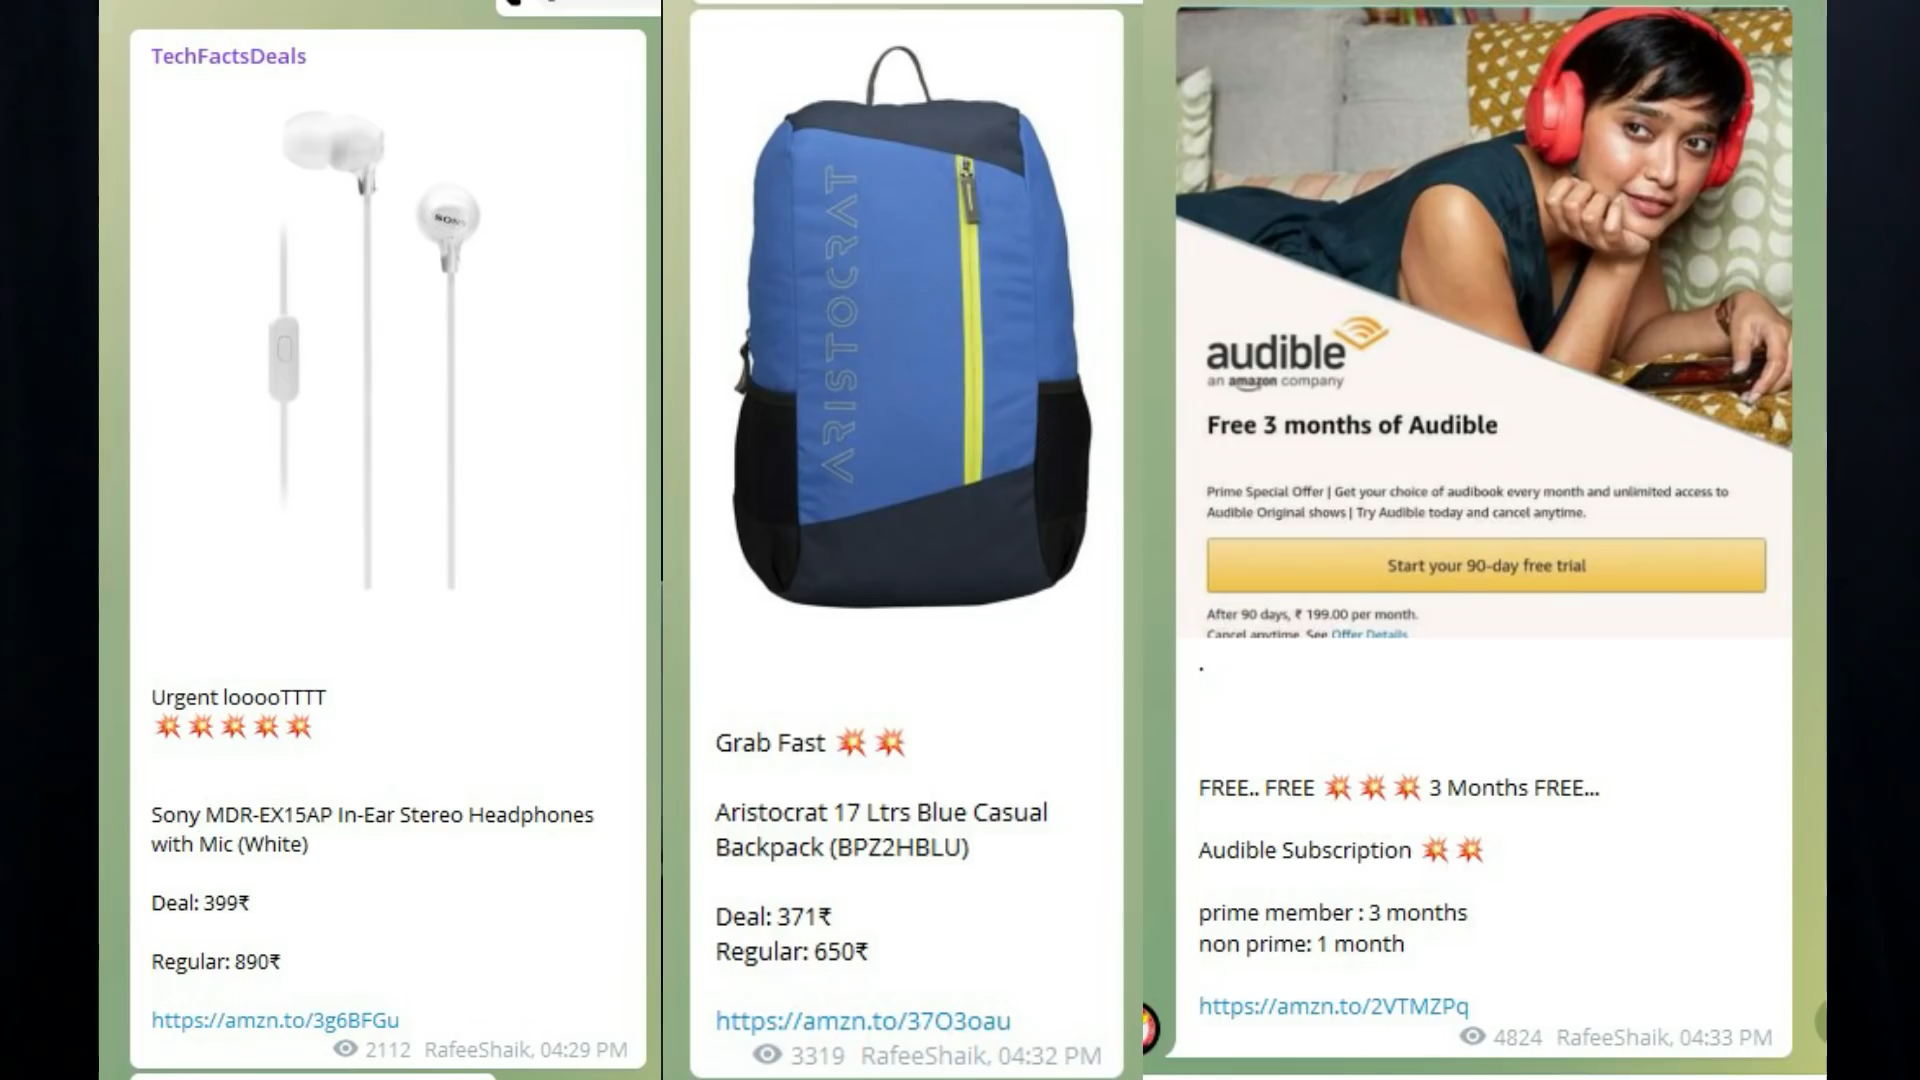 TechFactsDeals
SONY
Urgent looooTTTT
💥💥💥💥💥
Sony MDR-EX15AP In-Ear Stereo Headphones
with Mic (White)
Deal: 399₹
Regular: 890₹
https://amzn.to/3g6BFGu
2112 RafeeShaik, 04:29 PM
ARISTOCRAT
Grab Fast 💥💥
Aristocrat 17 Ltrs Blue Casual
Backpack (BPZ2HBLU)
Deal: 371₹
Regular: 650₹
https://amzn.to/37O3oau
3319 RafeeShaik, 04:32 PM
audible
an amazon company
Free 3 months of Audible
Prime Special Offer | Get your choice of audibook every month and unlimited access to
Audible Original shows | Try Audible today and cancel anytime.
Start your 90-day free trial
After 90 days, ₹ 199.00 per month.
Cancel anytime. See Offer Details
.
FREE.. FREE 💥💥💥 3 Months FREE...
Audible Subscription 💥💥
prime member : 3 months
non prime: 1 month
https://amzn.to/2VTMZPq
4824 RafeeShaik, 04:33 PM